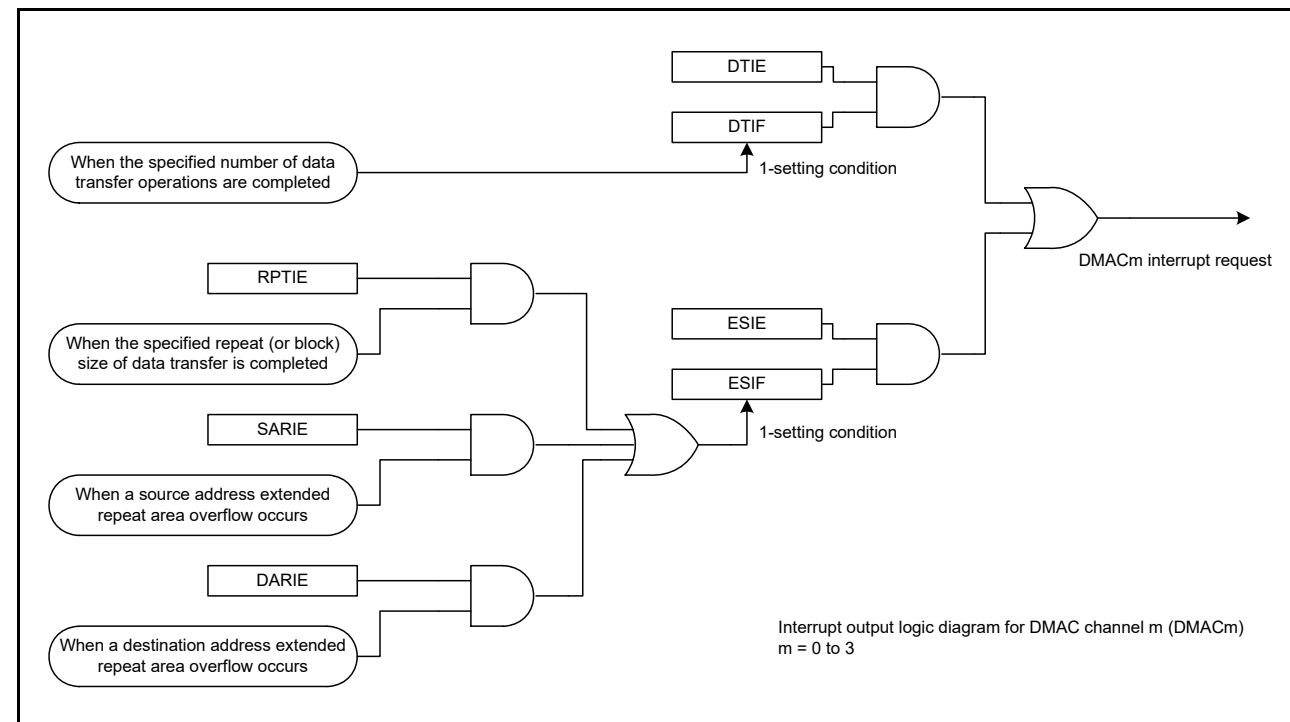 DTIE
DTIF
When the specified number of data
transfer operations are completed
1-setting condition
DMACm interrupt request
RPTIE
When the specified repeat (or block)
size of data transfer is completed
ESIE
ESIF
1-setting condition
SARIE
When a source address extended
repeat area overflow occurs
DARIE
When a destination address extended
repeat area overflow occurs
Interrupt output logic diagram for DMAC channel m (DMACm)
m = 0 to 3